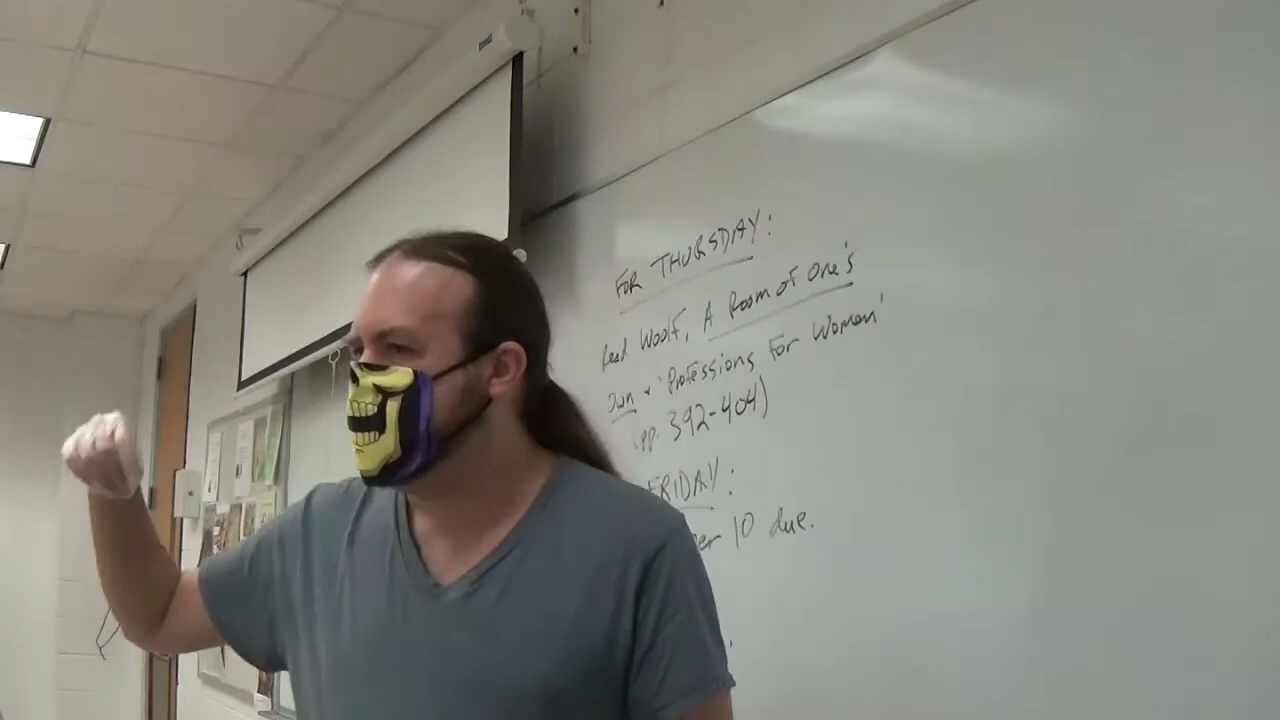 FOR THURSDAY:
Read Woolf, A Room of One's
Own + 'Professions For Women'
(pp. 392-404)
FRIDAY:
10 due.